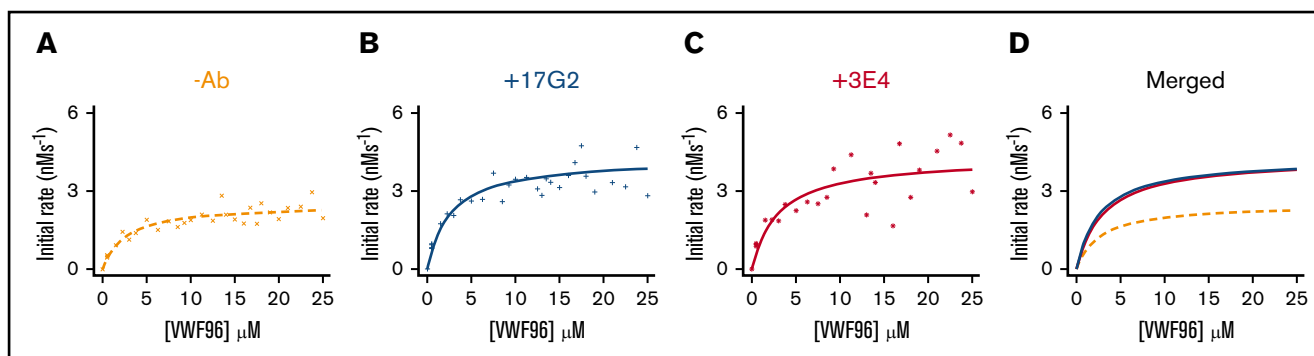 A
-Ab
Initial rate (nMs⁻¹)
6
3
0
0 5 10 15 20 25
[VWF96] μM
B
+17G2
Initial rate (nMs⁻¹)
6
3
0
0 5 10 15 20 25
[VWF96] μM
C
+3E4
Initial rate (nMs⁻¹)
6
3
0
0 5 10 15 20 25
[VWF96] μM
D
Merged
Initial rate (nMs⁻¹)
6
3
0
0 5 10 15 20 25
[VWF96] μM